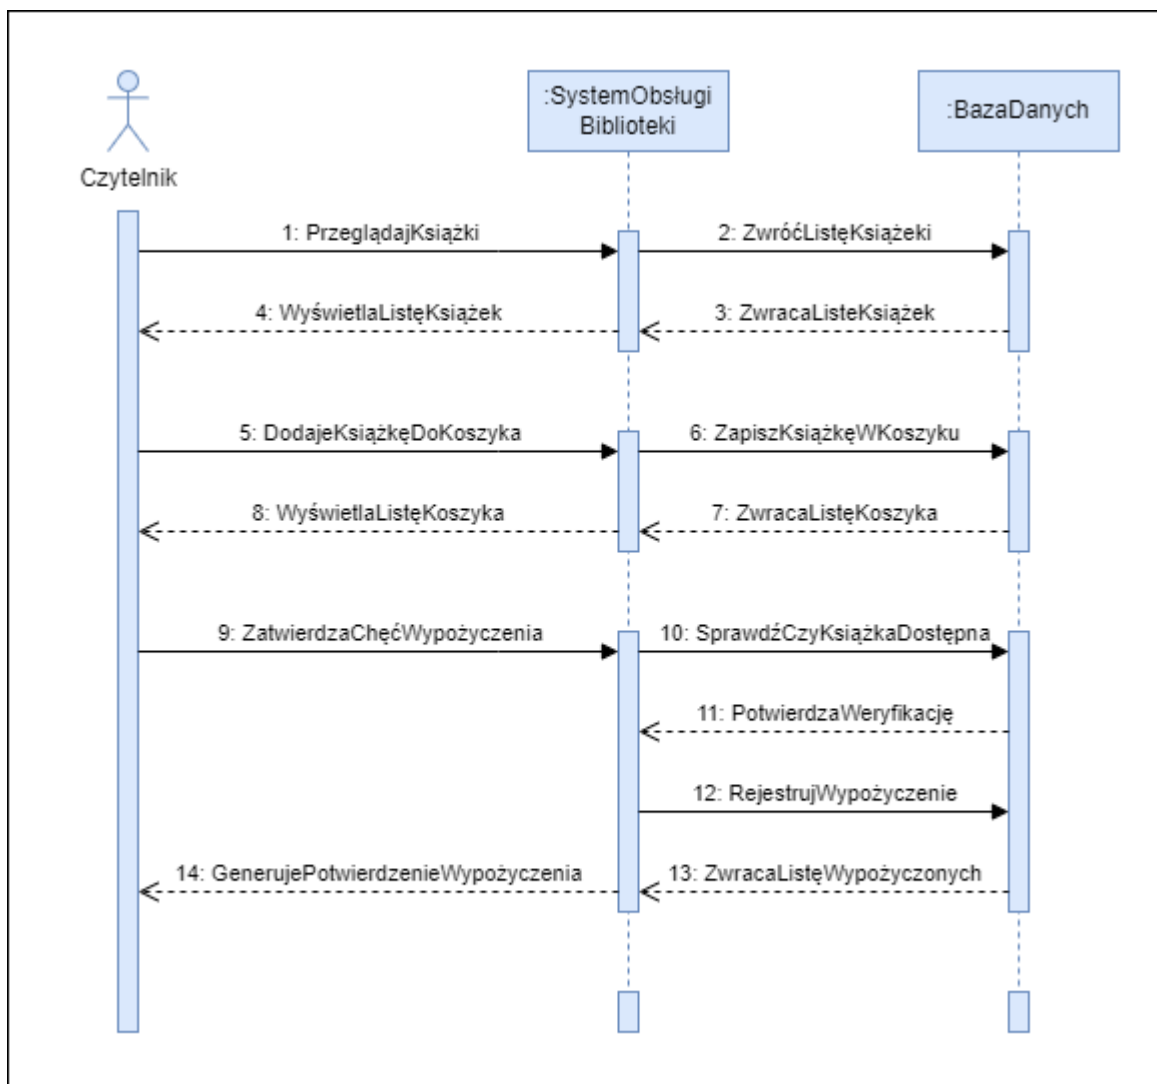 :SystemObsługi
Biblioteki
:BazaDanych
Czytelnik
1: PrzeglądajKsiążki
2: ZwróćListęKsiążeki
4: WyświetlaListęKsiążek
3: ZwracaListeKsiążek
5: DodajeKsiążkęDoKoszyka
6: ZapiszKsiążkęWKoszyku
8: WyświetlaListęKoszyka
7: ZwracaListęKoszyka
9: ZatwierdzaChęćWypożyczenia
10: SprawdźCzyKsiążkaDostępna
11: PotwierdzaWeryfikację
12: RejestrujWypożyczenie
14: GenerujePotwierdzenieWypożyczenia
13: ZwracaListęWypożyczonych